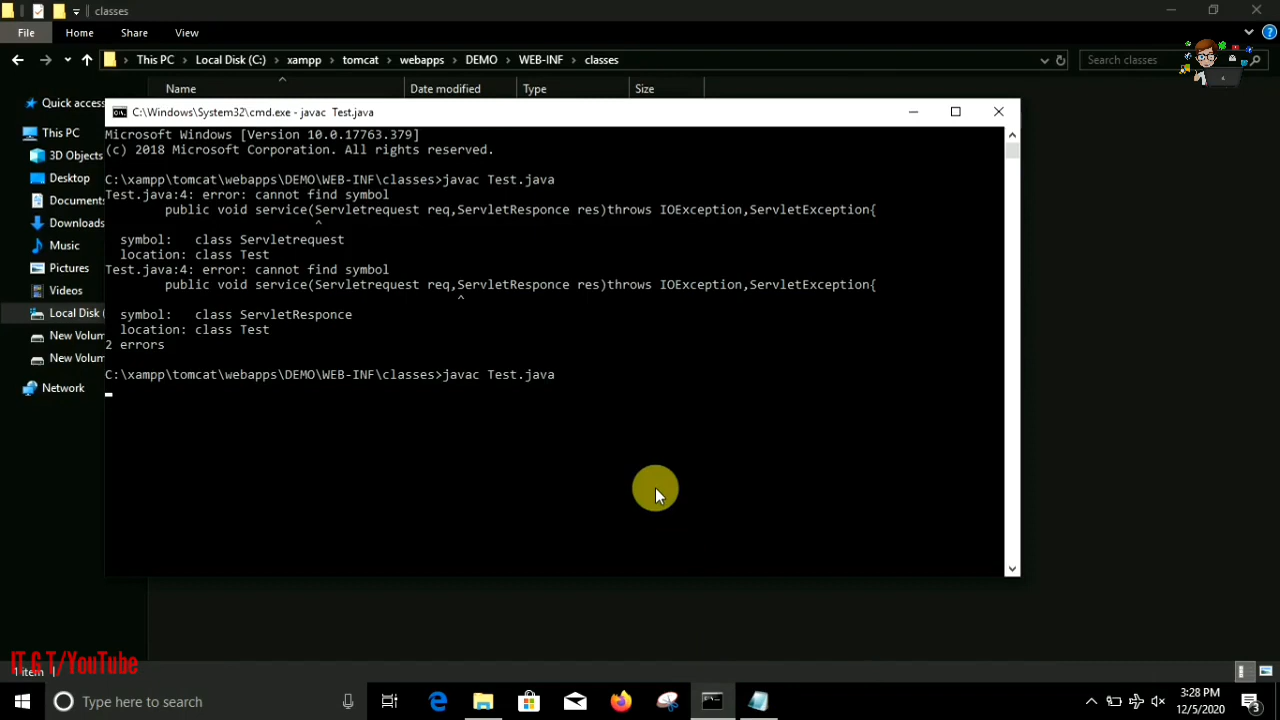 classes
File Home Share View
This PC Local Disk (C:) xampp tomcat webapps DEMO WEB-INF classes
Search classes
Name Date modified Type Size
Quick access
This PC
3D Objects
Desktop
Documents
Downloads
Music
Pictures
Videos
Local Disk (
New Volum
New Volum
Network
C:\Windows\System32\cmd.exe - javac  Test.java
Microsoft Windows [Version 10.0.17763.379]
(c) 2018 Microsoft Corporation. All rights reserved.
C:\xampp\tomcat\webapps\DEMO\WEB-INF\classes>javac Test.java
Test.java:4: error: cannot find symbol
        public void service(Servletrequest req,ServletResponce res)throws IOException,ServletException{
                            ^
  symbol:   class Servletrequest
  location: class Test
Test.java:4: error: cannot find symbol
        public void service(Servletrequest req,ServletResponce res)throws IOException,ServletException{
                                               ^
  symbol:   class ServletResponce
  location: class Test
2 errors
C:\xampp\tomcat\webapps\DEMO\WEB-INF\classes>javac Test.java
IT G T/YouTube
1 item
Type here to search
3:28 PM
12/5/2020
3